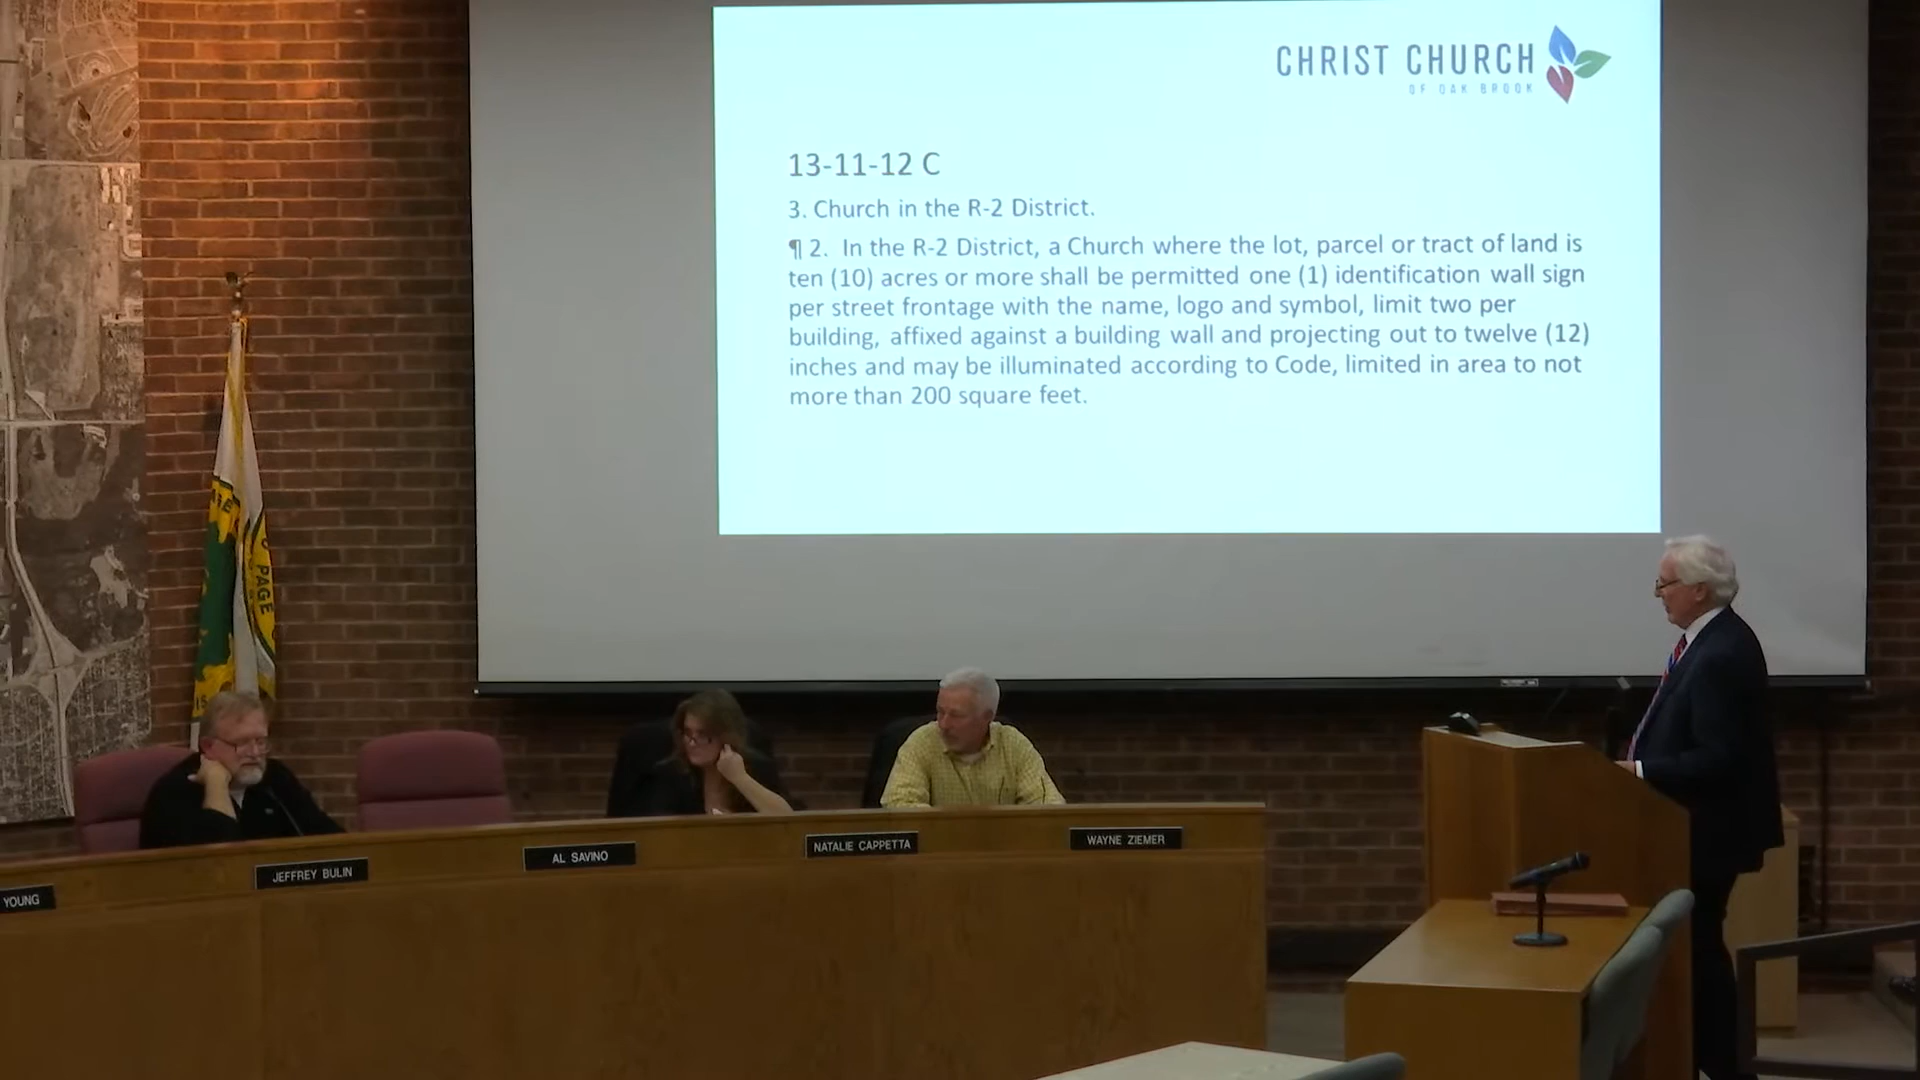 CHRIST CHURCH
OF OAK BROOK
13-11-12 C
3. Church in the R-2 District.
¶ 2. In the R-2 District, a Church where the lot, parcel or tract of land is
ten (10) acres or more shall be permitted one (1) identification wall sign
per street frontage with the name, logo and symbol, limit two per
building, affixed against a building wall and projecting out to twelve (12)
inches and may be illuminated according to Code, limited in area to not
more than 200 square feet.
PAGE
YOUNG
JEFFREY BULIN
AL SAVINO
NATALIE CAPPETTA
WAYNE ZIEMER